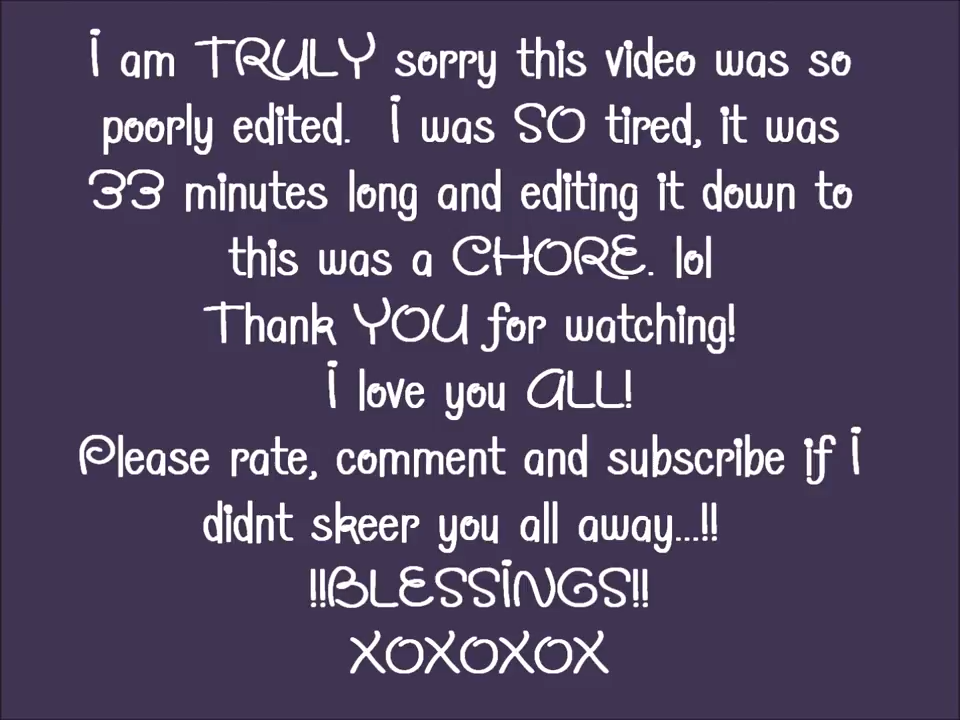 I am TRULY sorry this video was so
poorly edited. I was SO tired, it was
33 minutes long and editing it down to
this was a CHORE. lol
Thank YOU for watching!
I love you ALL!
Please rate, comment and subscribe if I
didnt skeer you all away...!!
!!BLESSINGS!!
XOXOXOX